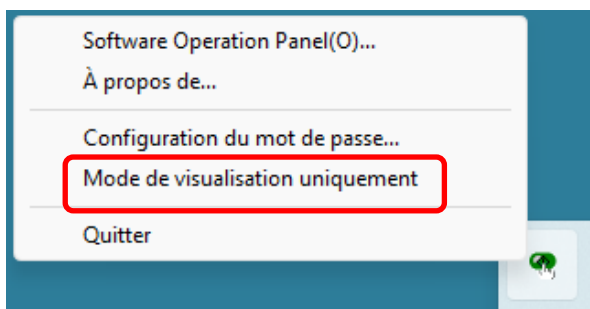 Software Operation Panel(O)...
À propos de...
Configuration du mot de passe...
Mode de visualisation uniquement
Quitter